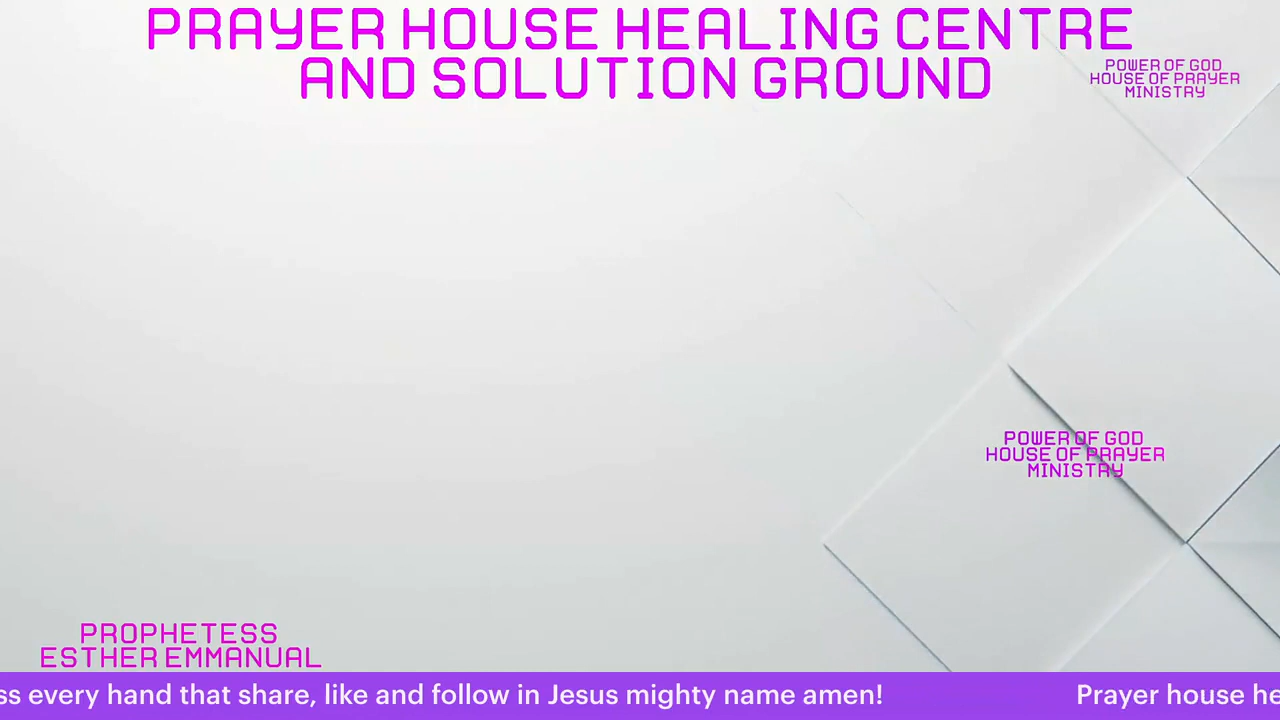 PRAYER HOUSE HEALING CENTRE
AND SOLUTION GROUND
POWER OF GOD
HOUSE OF PRAYER
MINISTRY
POWER OF GOD
HOUSE OF PRAYER
MINISTRY
PROPHETESS
ESTHER EMMANUAL
every hand that share, like and follow in Jesus mighty name amen! Prayer house